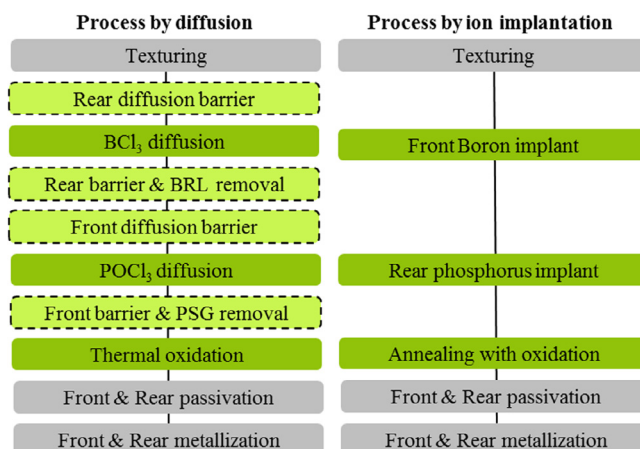 Process by diffusion
Texturing
Rear diffusion barrier
BCl₃ diffusion
Rear barrier & BRL removal
Front diffusion barrier
POCl₃ diffusion
Front barrier & PSG removal
Thermal oxidation
Front & Rear passivation
Front & Rear metallization
Process by ion implantation
Texturing
Front Boron implant
Rear phosphorus implant
Annealing with oxidation
Front & Rear passivation
Front & Rear metallization